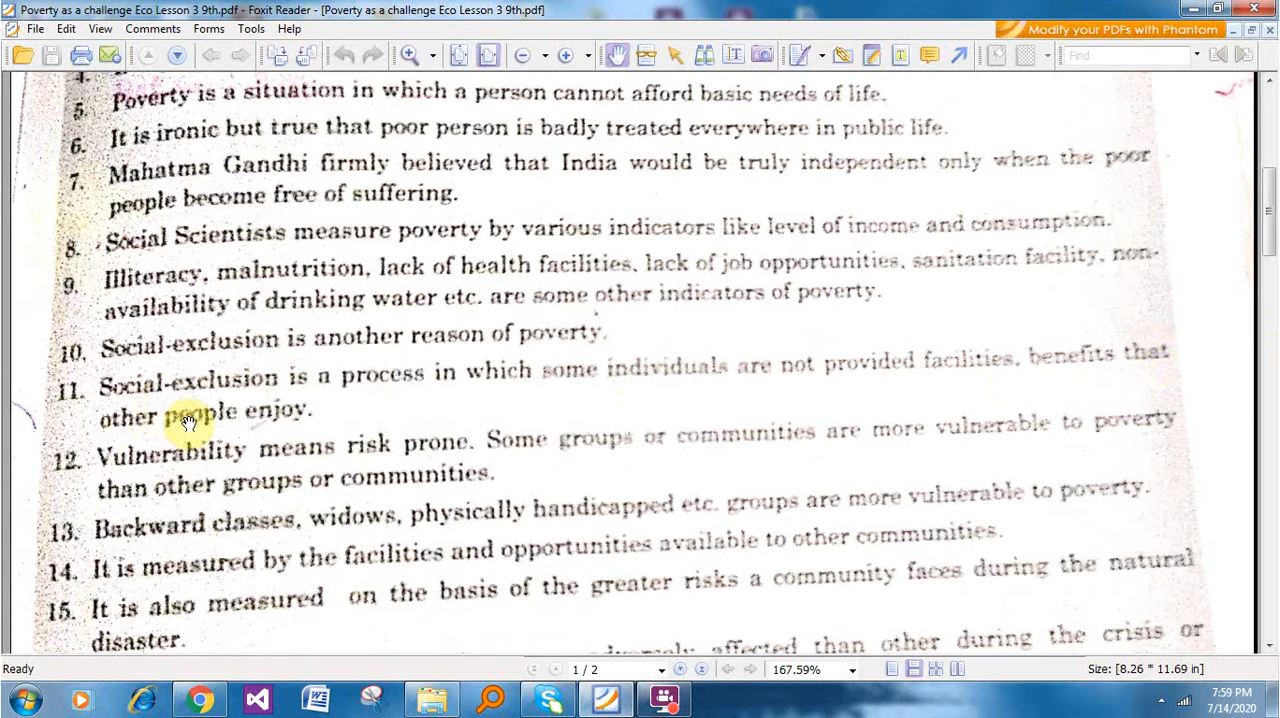 Poverty as a challenge Eco Lesson 3 9th.pdf - Foxit Reader - [Poverty as a challenge Eco Lesson 3 9th.pdf]
File Edit View Comments Forms Tools Help
Modify your PDFs with Phantom
Find
4.
5. Poverty is a situation in which a person cannot afford basic needs of life.
6. It is ironic but true that poor person is badly treated everywhere in public life.
7. Mahatma Gandhi firmly believed that India would be truly independent only when the poor
people become free of suffering.
8. Social Scientists measure poverty by various indicators like level of income and consumption.
9. Illiteracy, malnutrition, lack of health facilities, lack of job opportunities, sanitation facility, non-
availability of drinking water etc. are some other indicators of poverty.
10. Social-exclusion is another reason of poverty.
11. Social-exclusion is a process in which some individuals are not provided facilities, benefits that
other people enjoy.
12. Vulnerability means risk prone. Some groups or communities are more vulnerable to poverty
than other groups or communities.
13. Backward classes, widows, physically handicapped etc. groups are more vulnerable to poverty.
14. It is measured by the facilities and opportunities available to other communities.
15. It is also measured on the basis of the greater risks a community faces during the natural
disaster.
adversely affected than other during the crisis or
Ready
1 / 2
167.59%
Size: [8.26 * 11.69 in]
7:59 PM
7/14/2020